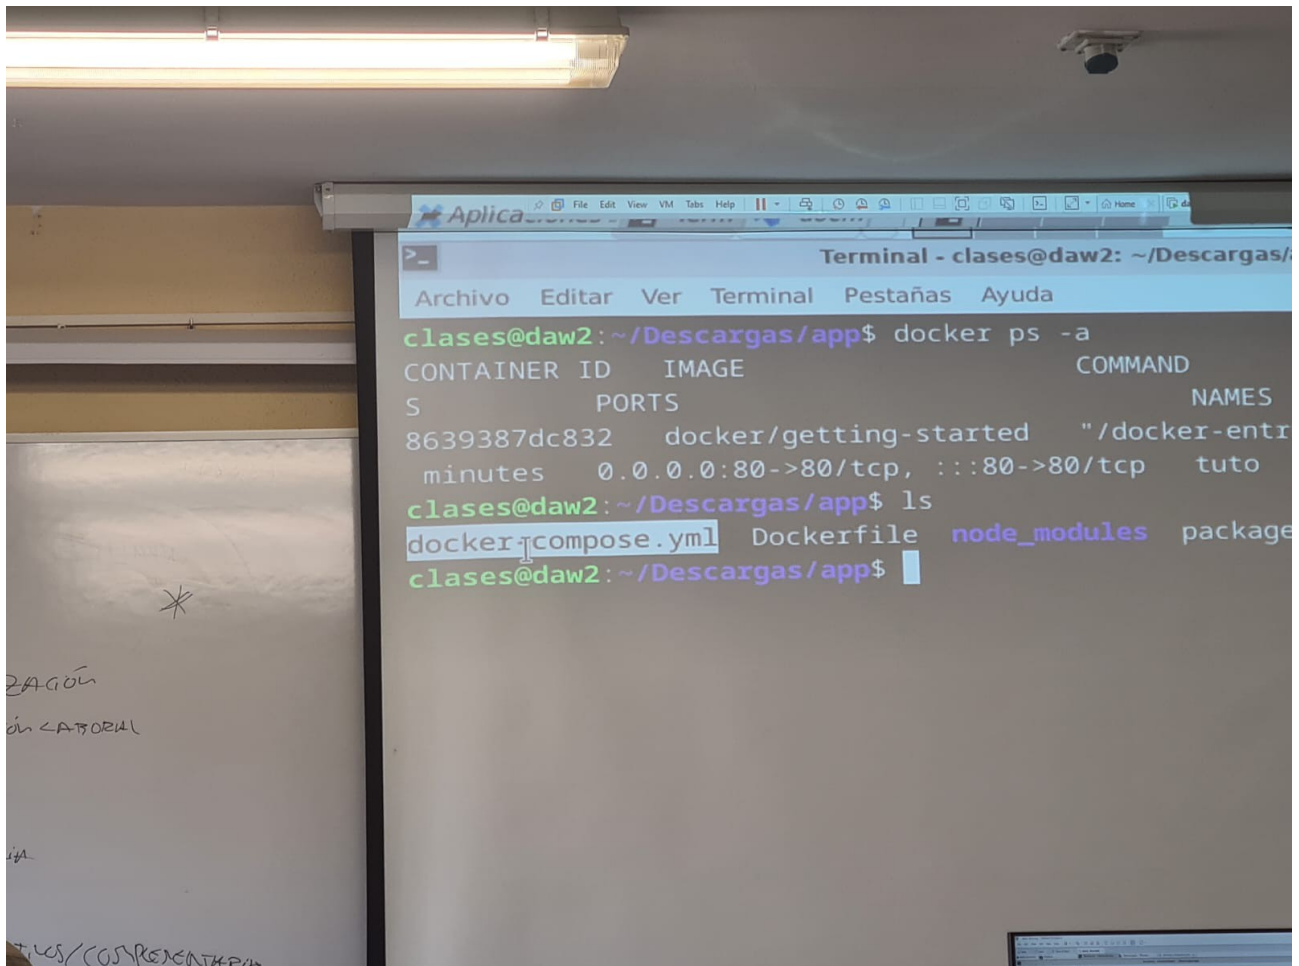 Aplica
File Edit View VM Tabs Help Home
Terminal - clases@daw2: ~/Descargas/
Archivo Editar Ver Terminal Pestañas Ayuda
clases@daw2:~/Descargas/app$ docker ps -a
CONTAINER ID IMAGE COMMAND
S PORTS NAMES
8639387dc832 docker/getting-started "/docker-entr
minutes 0.0.0.0:80->80/tcp, :::80->80/tcp tuto
clases@daw2:~/Descargas/app$ ls
docker-compose.yml Dockerfile node_modules package
clases@daw2:~/Descargas/app$
ZACIÓN
ÓN LABORAL